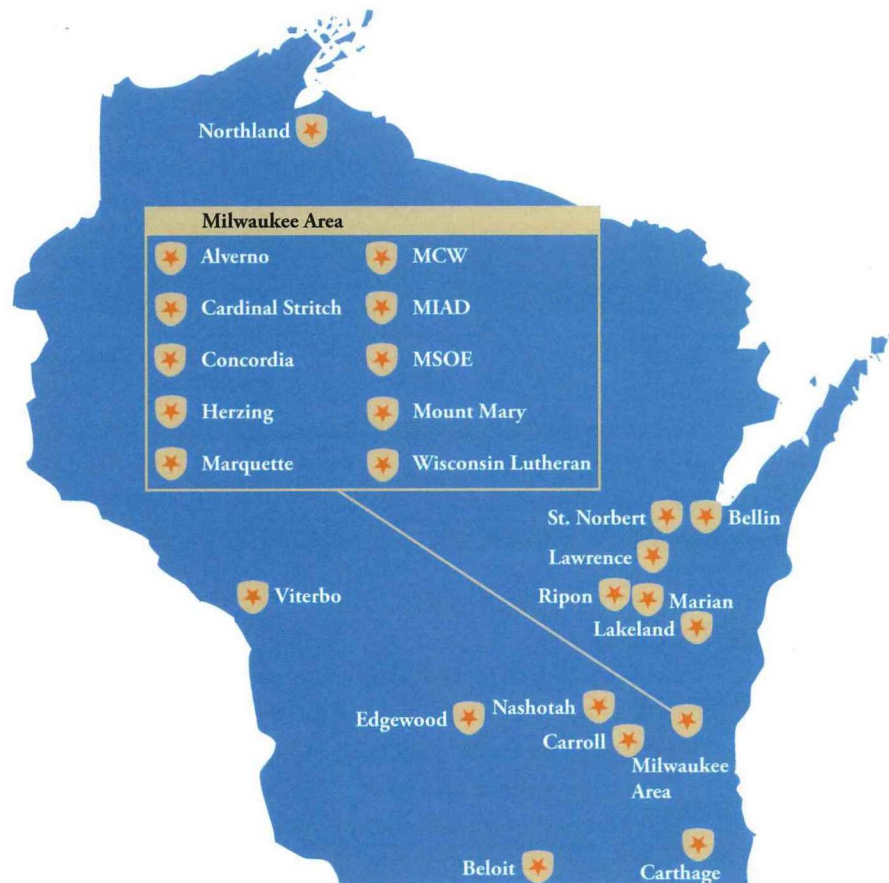 Northland
Milwaukee Area
Alverno
MCW
Cardinal Stritch
MIAD
Concordia
MSOE
Herzing
Mount Mary
Marquette
Wisconsin Lutheran
St. Norbert
Bellin
Lawrence
Viterbo
Ripon
Marian
Lakeland
Edgewood
Nashotah
Carroll
Milwaukee
Area
Beloit
Carthage